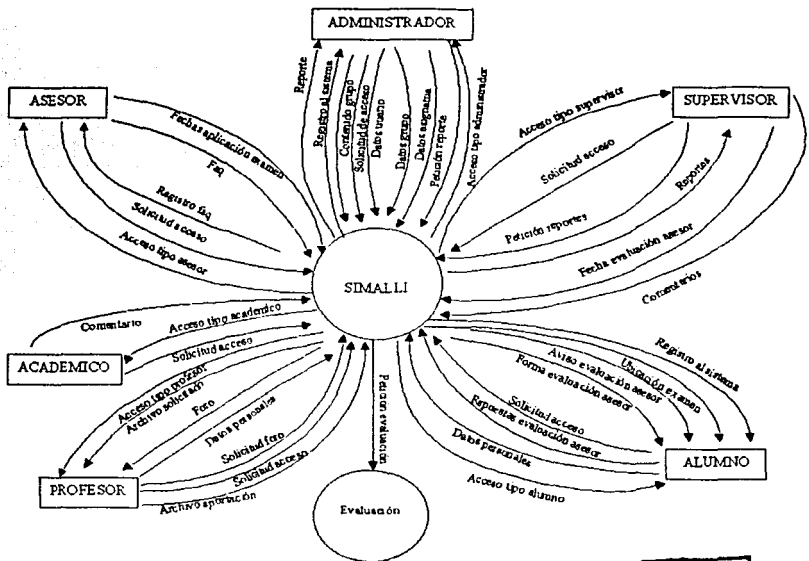 ADMINISTRADOR
ASESOR
SUPERVISOR
Reporte
Registro al sistema
Contenido grupo
Solicitud de acceso
Datos usuario
Datos grupo
Datos asignatura
Petición reporte
Acceso tipo administrador
Fechas aplicación examen
Faq
Registro faq
Solicitud acceso
Acceso tipo asesor
Acceso tipo supervisor
Solicitud acceso
Petición reportes
Reportes
Fecha evaluación asesor
Comentarios
SIMALLI
Comentario
Acceso tipo academico
Solicitud acceso
ACADEMICO
Acceso tipo profesor
Archivo solicitado
Foro
Datos personales
Solicitud foro
Solicitud acceso
Archivo aportación
PROFESOR
Petición evaluación
Evaluación
Registro al sistema
Ubicación examen
Aviso evaluación asesor
Forma evaluación asesor
Solicitud acceso
Repuestas evaluación asesor
Datos personales
Acceso tipo alumno
ALUMNO